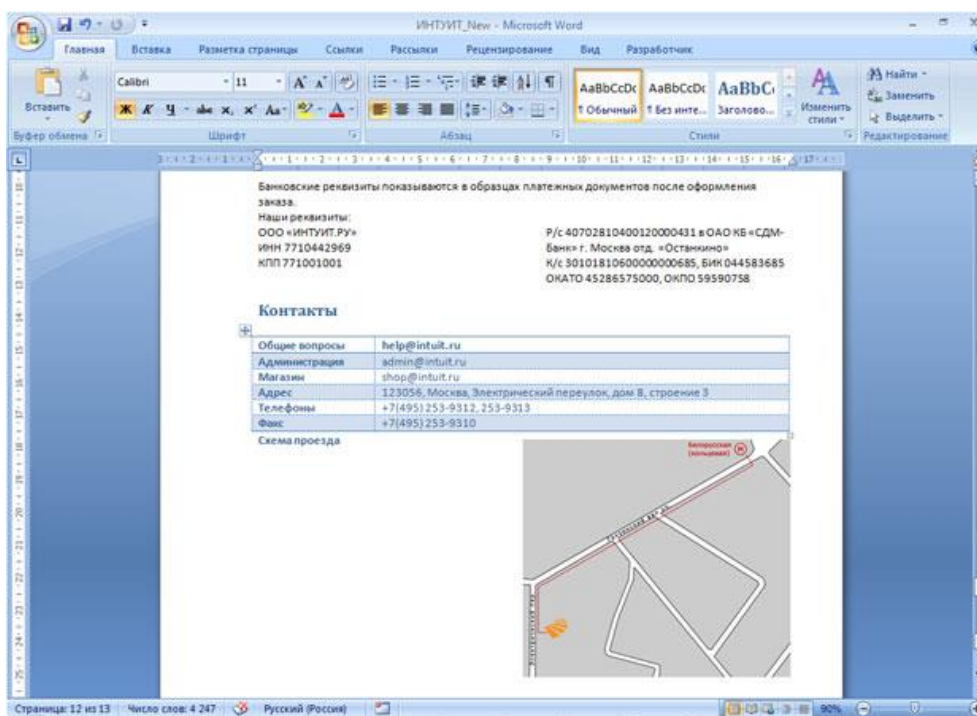 ИНТУИТ_New - Microsoft Word
Главная Вставка Разметка страницы Ссылки Рассылки Рецензирование Вид Разработчик
Вставить
Calibri 11
Ж К Ч abc x, x' Aa
AaBbCcDc AaBbCcDc AaBbC
¶ Обычный ¶ Без инте... Заголово...
Изменить стили
Найти
Заменить
Выделить
Буфер обмена Шрифт Абзац Стили Редактирование
Банковские реквизиты показываются в образцах платежных документов после оформления
заказа.
Наши реквизиты:
ООО «ИНТУИТ.РУ»
ИНН 7710442969
КПП 771001001
Р/с 40702810400120000431 в ОАО КБ «СДМ-
Банк» г. Москва отд. «Останкино»
К/с 30101810600000000685, БИК 044583685
ОКАТО 45286575000, ОКПО 59590758
Контакты
Общие вопросы help@intuit.ru
Администрация admin@intuit.ru
Магазин shop@intuit.ru
Адрес 123056, Москва, Электрический переулок, дом 8, строение 3
Телефоны +7(495) 253-9312, 253-9313
Факс +7(495) 253-9310
Схема проезда
Белорусская
(кольцевая)
Страница: 12 из 13 Число слов: 4 247 Русский (Россия) 90%